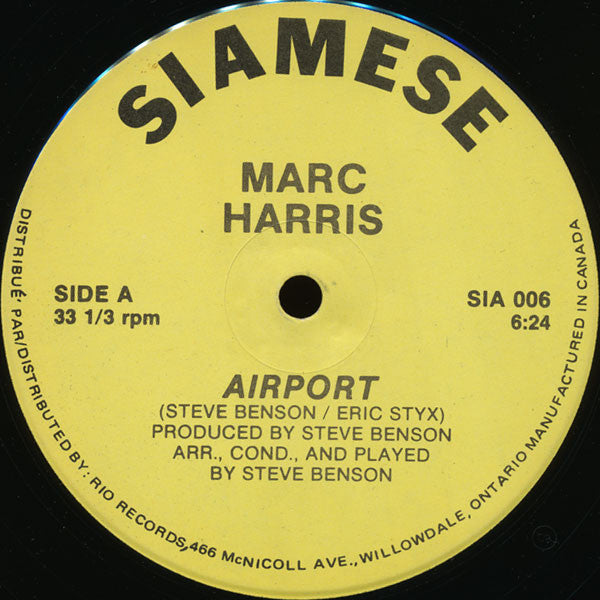 SIAMESE
MARC
HARRIS
SIDE A
33 1/3 rpm
SIA 006
6:24
AIRPORT
(STEVE BENSON / ERIC STYX)
PRODUCED BY STEVE BENSON
ARR., COND., AND PLAYED
BY STEVE BENSON
DISTRIBUÉ PAR/DISTRIBUTED BY: RIO RECORDS, 466 McNICOLL AVE., WILLOWDALE, ONTARIO MANUFACTURED IN CANADA